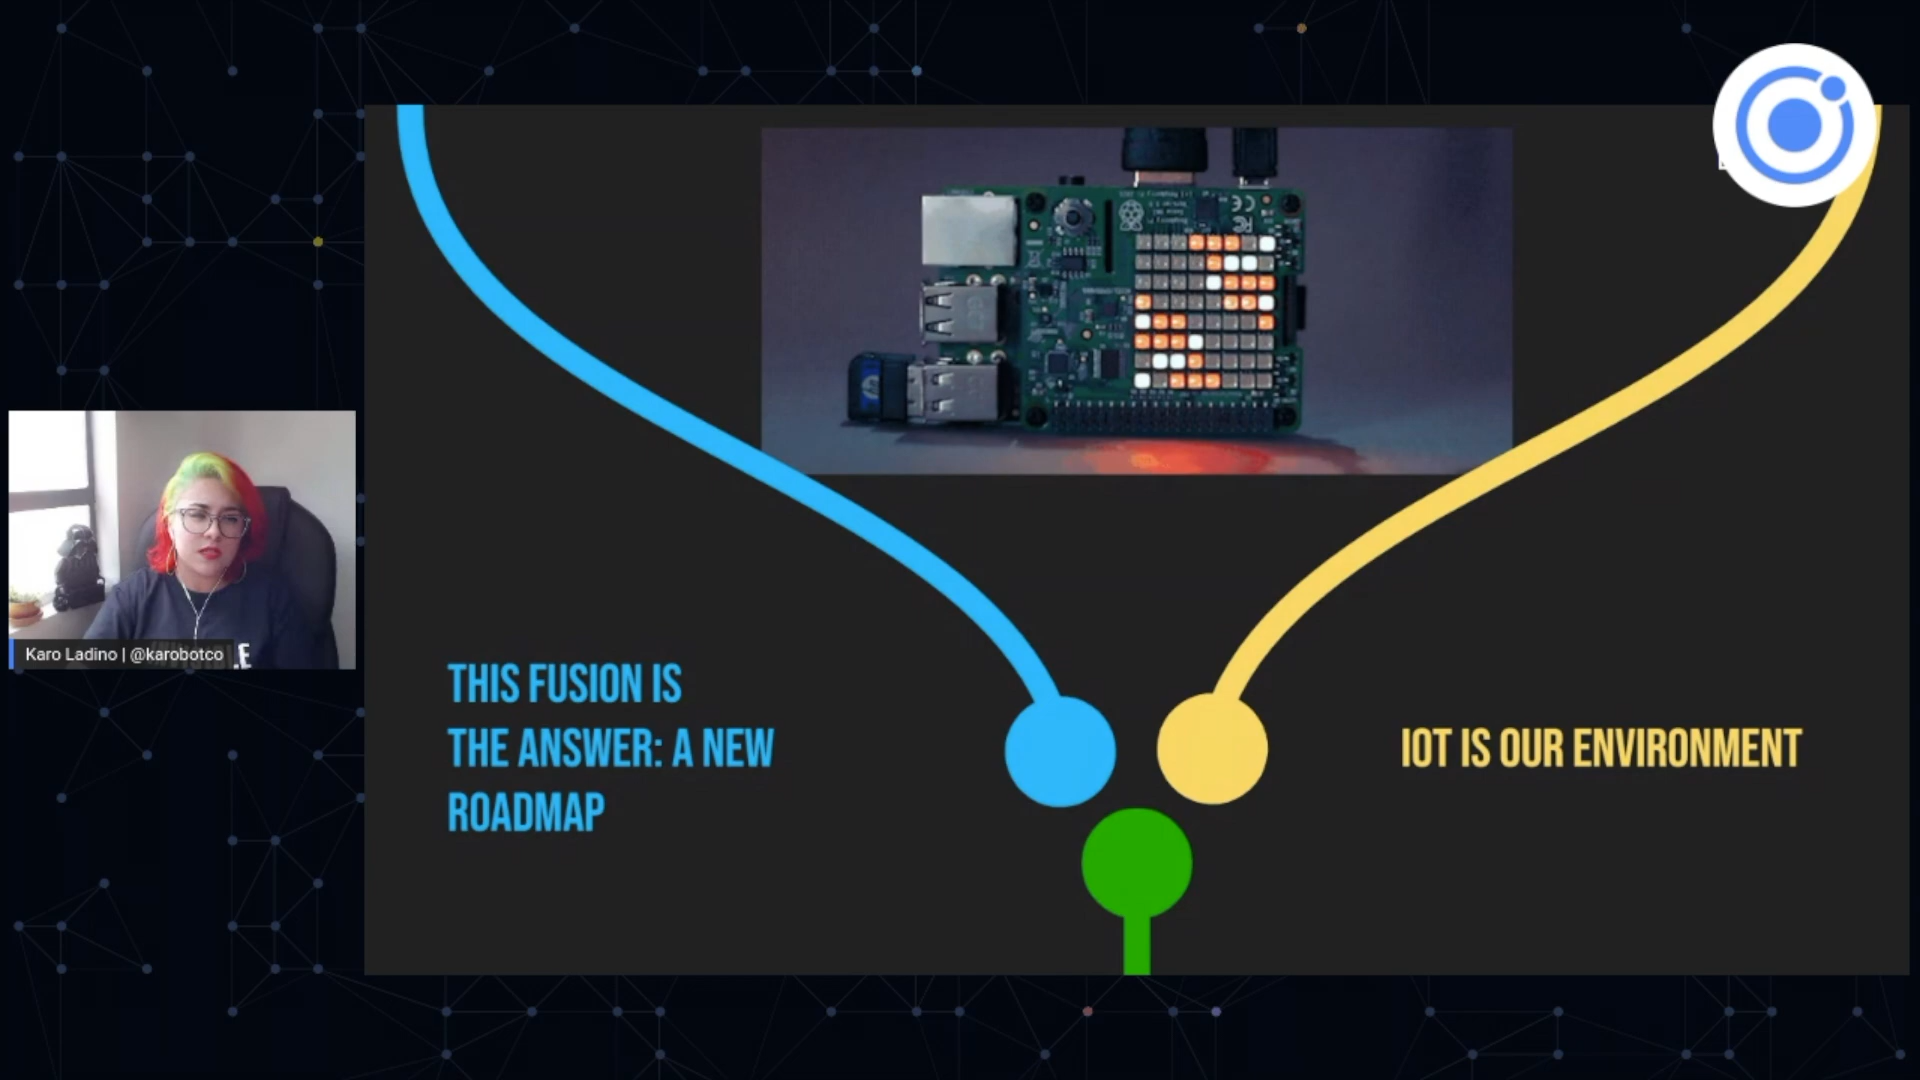 THIS FUSION IS
THE ANSWER: A NEW
ROADMAP
IOT IS OUR ENVIRONMENT
Karo Ladino | @karobotco